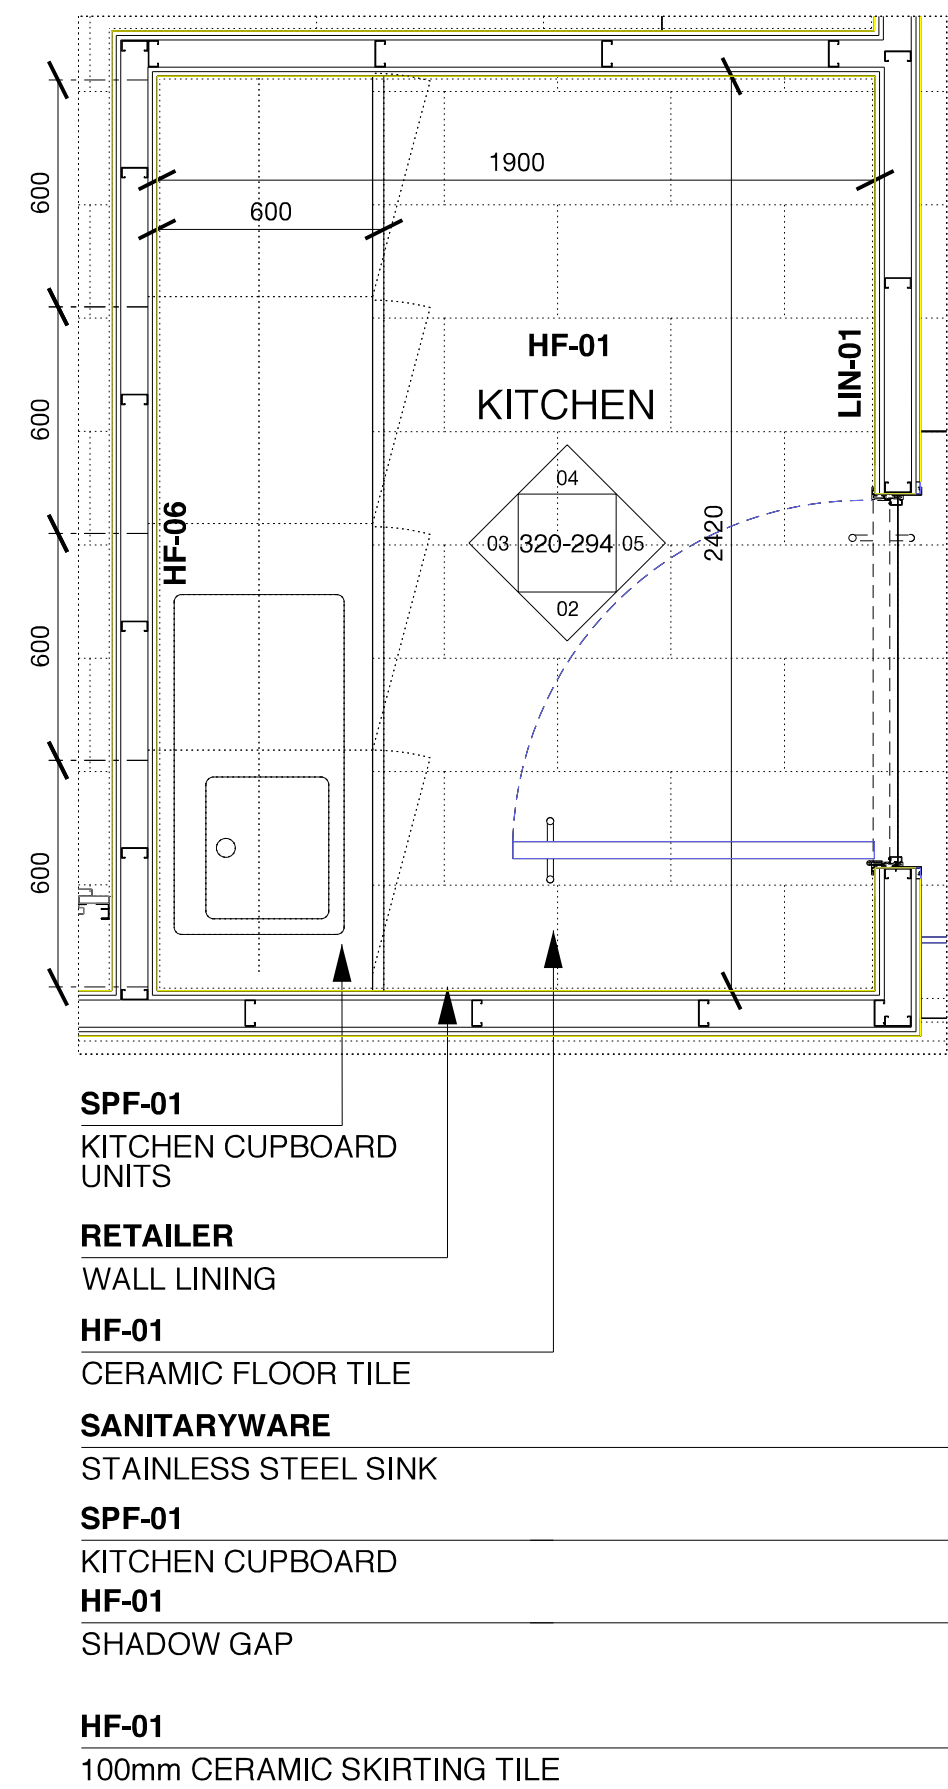 1900
600
600
600
600
600
HF-01
KITCHEN
LIN-01
HF-06
04
03
320-294
05
02
2420
SPF-01
KITCHEN CUPBOARD
UNITS
RETAILER
WALL LINING
HF-01
CERAMIC FLOOR TILE
SANITARYWARE
STAINLESS STEEL SINK
SPF-01
KITCHEN CUPBOARD
HF-01
SHADOW GAP
HF-01
100mm CERAMIC SKIRTING TILE